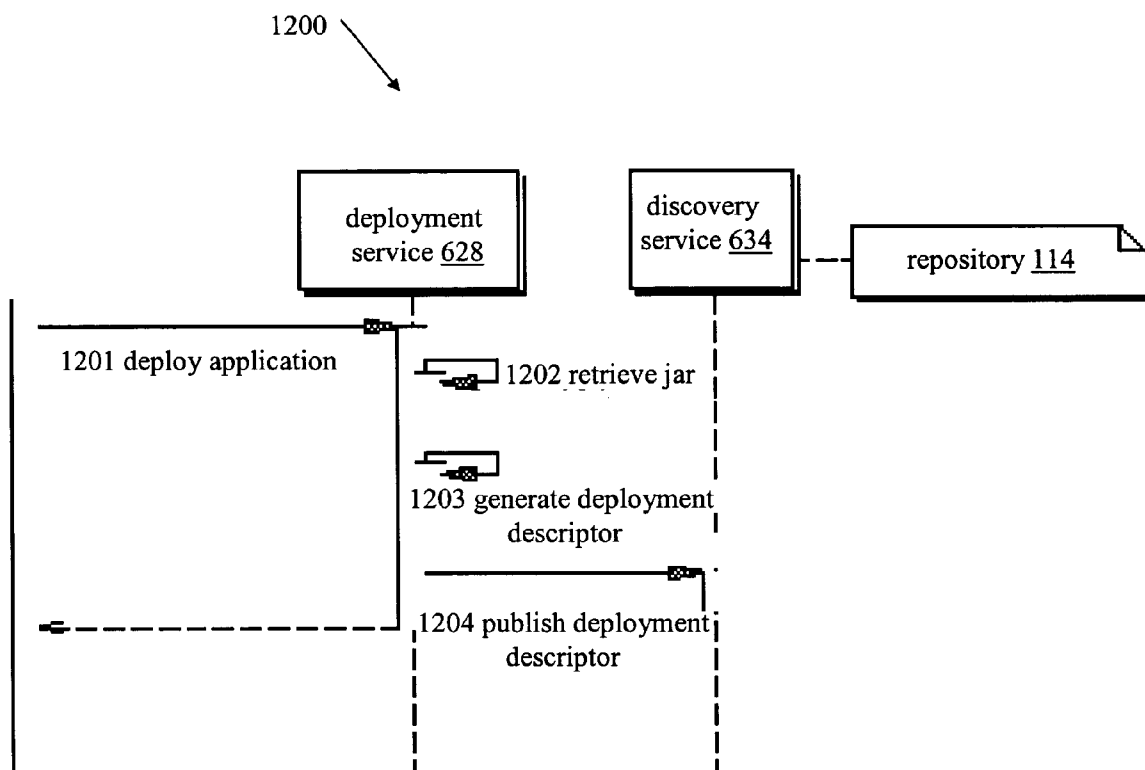 1200
deployment
service 628
discovery
service 634
repository 114
1201 deploy application
1202 retrieve jar
1203 generate deployment
descriptor
1204 publish deployment
descriptor